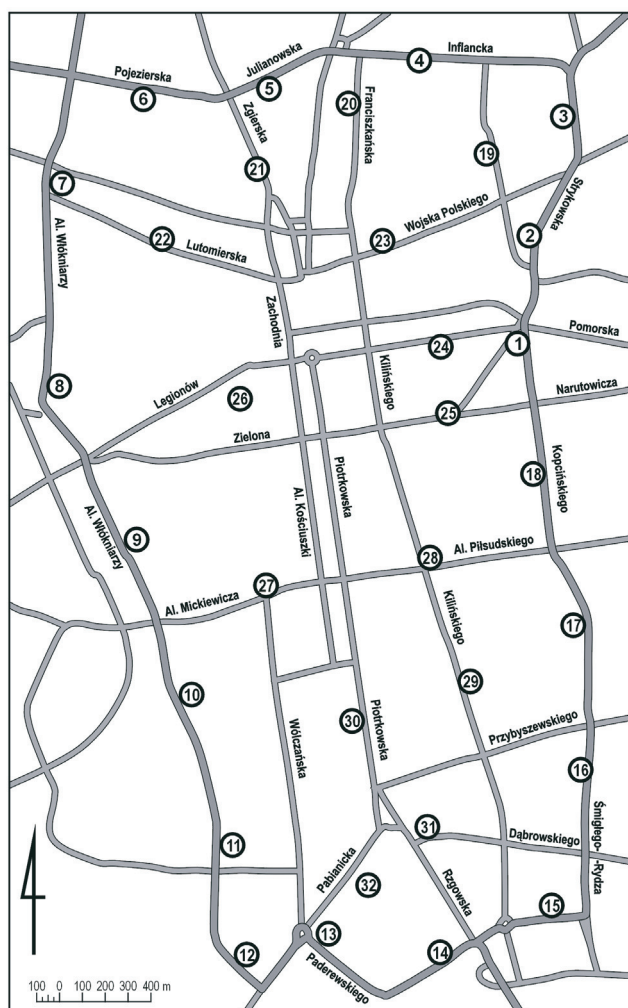 Inflancka
4
Julianowska
Pojezierska
5
6
20
Franciszkańska
Zgierska
3
19
21
7
Strykowska
Wojska Polskiego
Al. Włókniarzy
22
Lutomierska
23
2
Zachodnia
Pomorska
1
24
Kilińskiego
8
Legionów
26
Narutowicza
25
Zielona
Piotrkowska
Al. Kościuszki
18
Kopcińskiego
Al. Włókniarzy
9
Al. Piłsudskiego
28
27
Al. Mickiewicza
Kilińskiego
17
29
10
30
Piotrkowska
Wólczańska
Przybyszewskiego
16
31
Dąbrowskiego
Śmigłego- -Rydza
11
Pabianicka
32
Rzgowska
15
13
12
14
Paderewskiego
100 0 200 400 m